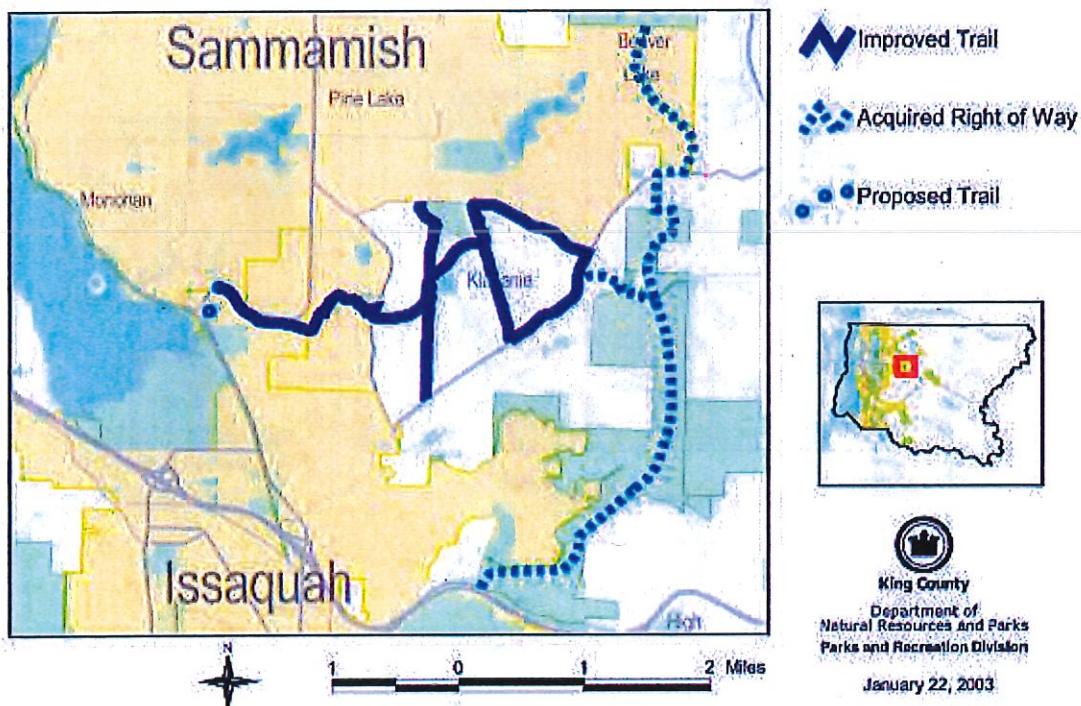 Sammamish
Pine Lake
Beaver
Lake
Monohan
Klahanie
Issaquah
High
N
1 0 1 2 Miles
Improved Trail
Acquired Right of Way
Proposed Trail
King County
Department of
Natural Resources and Parks
Parks and Recreation Division
January 22, 2003